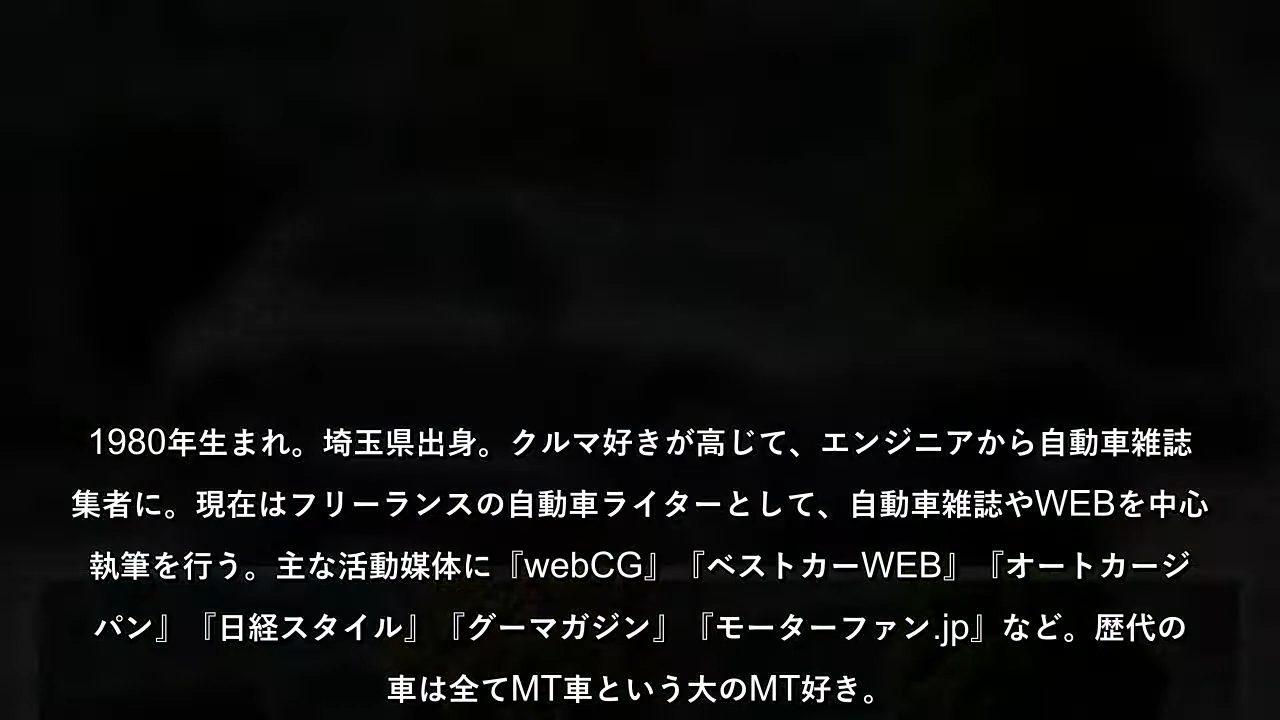 1980年生まれ。埼玉県出身。クルマ好きが高じて、エンジニアから自動車雑誌
集者に。現在はフリーランスの自動車ライターとして、自動車雑誌やWEBを中心
執筆を行う。主な活動媒体に『webCG』『ベストカーWEB』『オートカージ
パン』『日経スタイル』『グーマガジン』『モーターファン.jp』など。歴代の
車は全てMT車という大のMT好き。